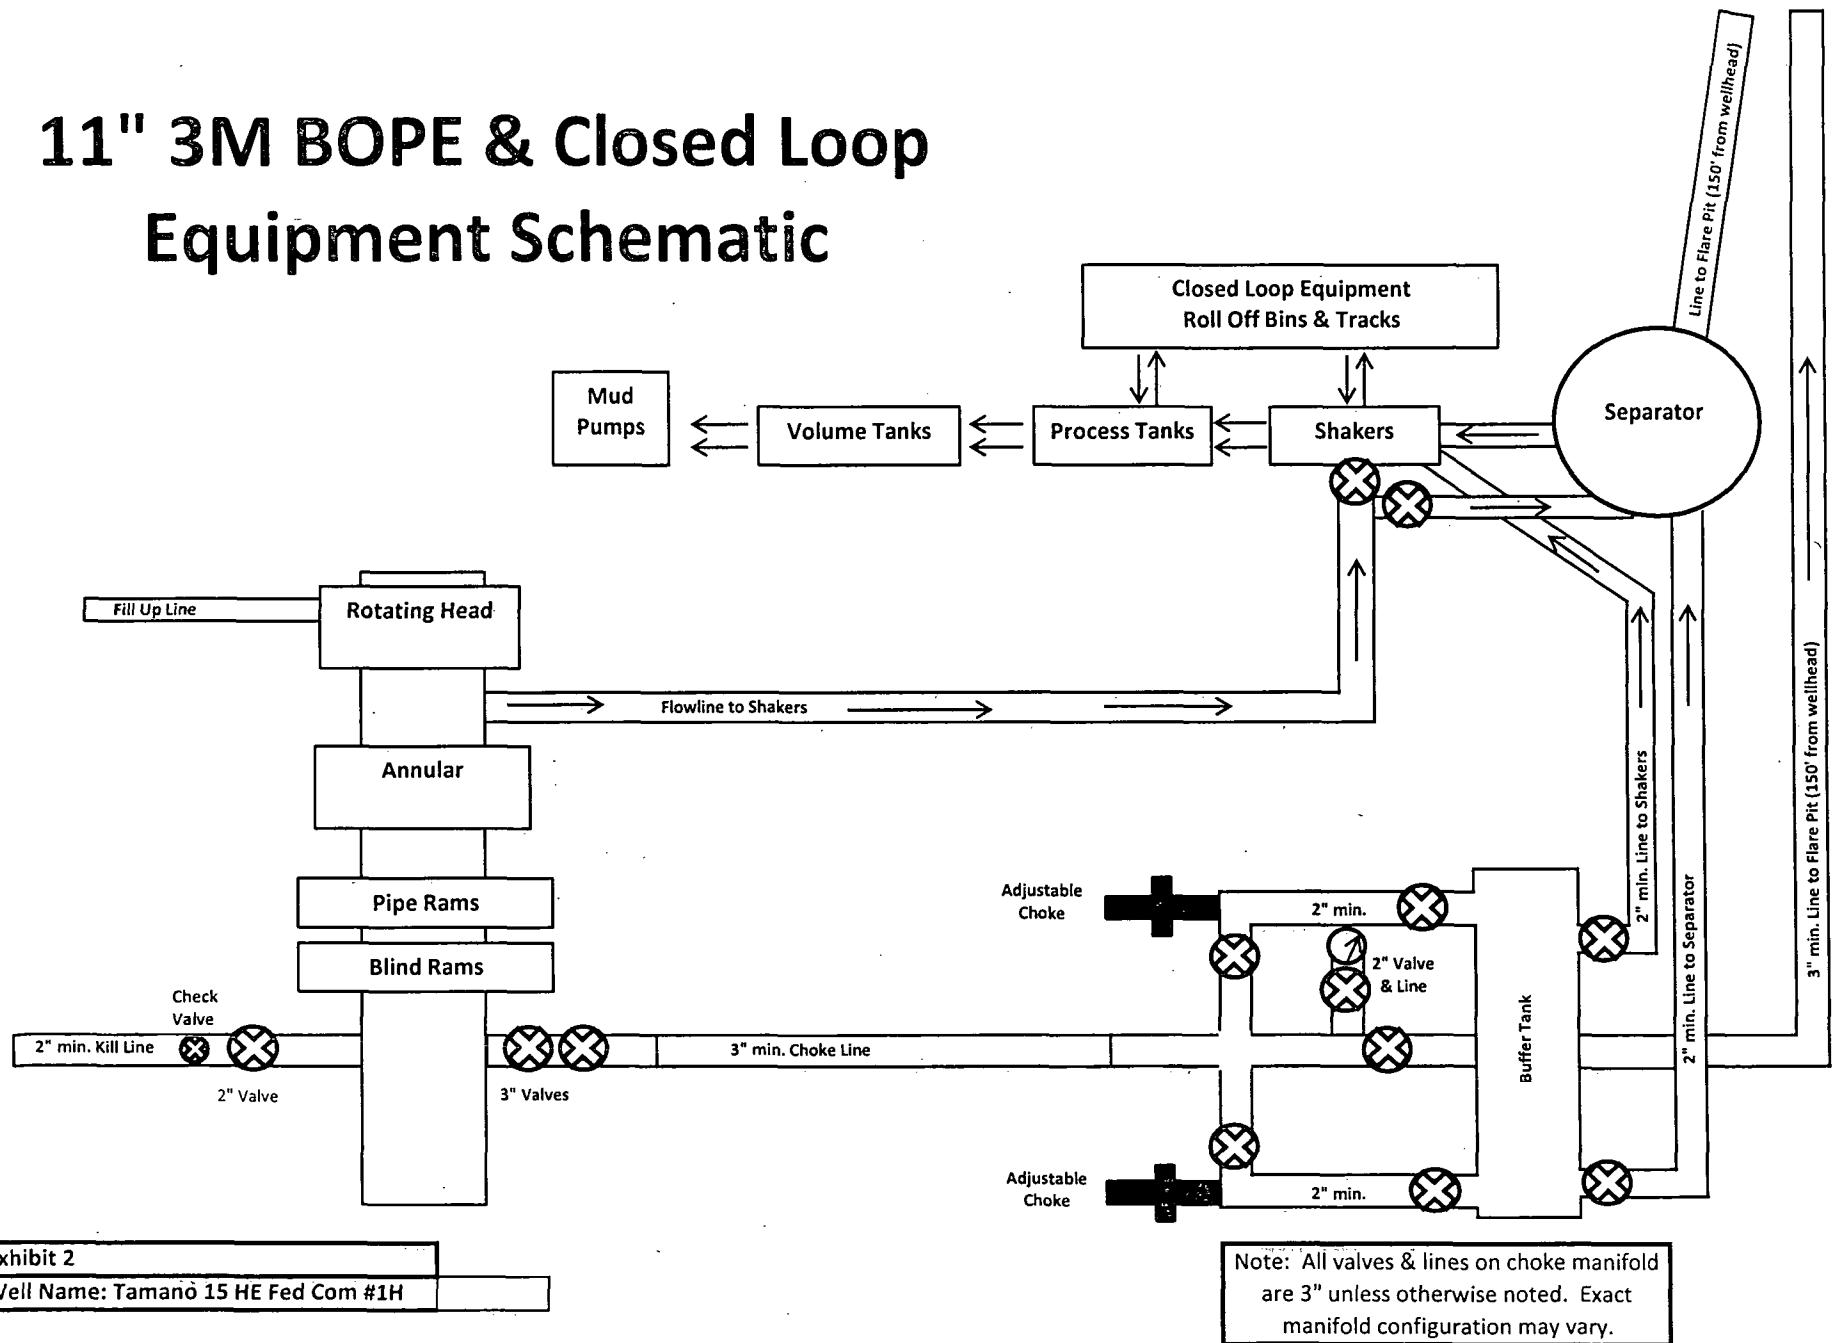 11" 3M BOPE & Closed Loop
Equipment Schematic
Line to Flare Pit (150' from wellhead)
Closed Loop Equipment
Roll Off Bins & Tracks
Mud
Pumps
Volume Tanks
Process Tanks
Shakers
Separator
Fill Up Line
Rotating Head
Flowline to Shakers
Annular
Pipe Rams
Blind Rams
Check
Valve
2" min. Kill Line
2" Valve
3" Valves
3" min. Choke Line
Adjustable
Choke
2" min.
2" Valve
& Line
Buffer Tank
Adjustable
Choke
2" min.
2" min. Line to Shakers
2" min. Line to Separator
3" min. Line to Flare Pit (150' from wellhead)
xhibit 2
Vell Name: Tamano 15 HE Fed Com #1H
Note: All valves & lines on choke manifold
are 3" unless otherwise noted. Exact
manifold configuration may vary.